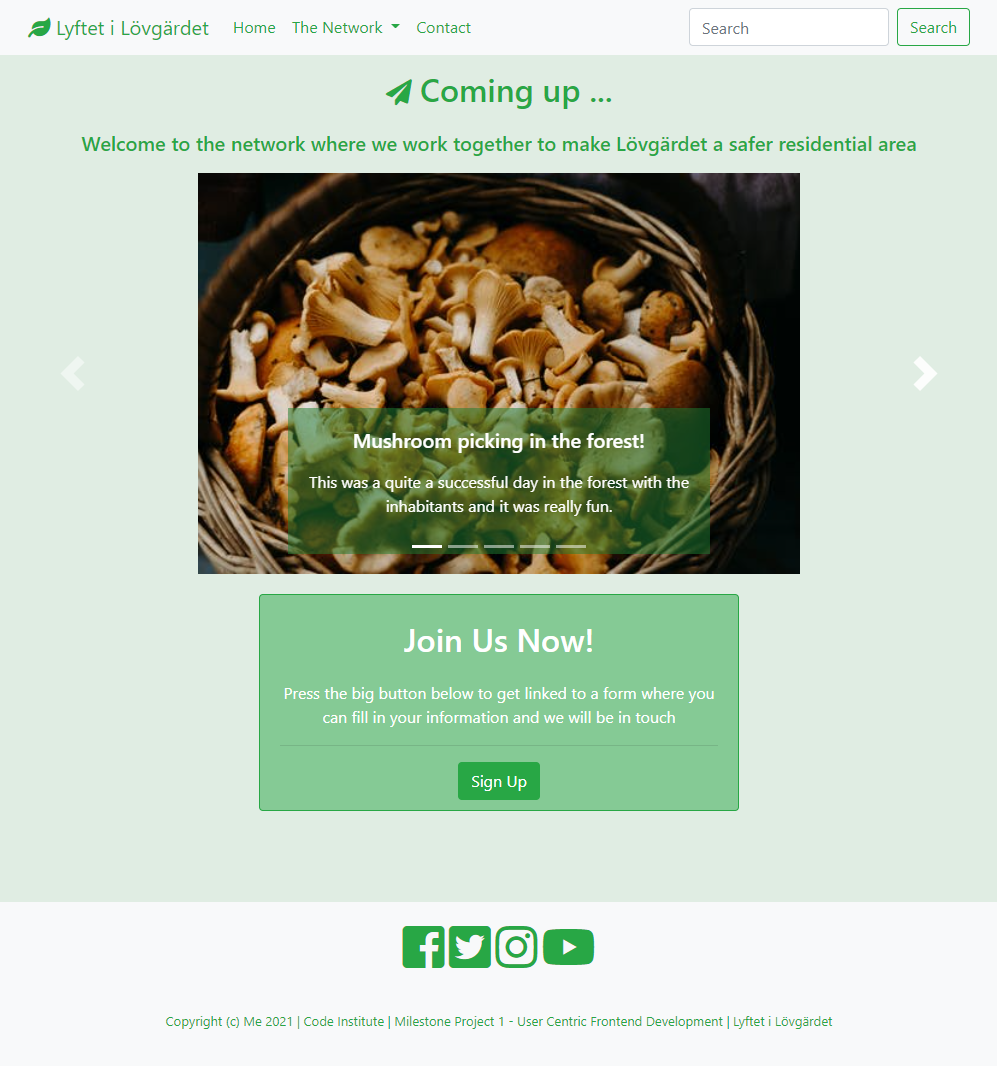 Lyftet i Lövgärdet Home The Network Contact Search Search
Coming up ...
Welcome to the network where we work together to make Lövgärdet a safer residential area
Mushroom picking in the forest!
This was a quite a successful day in the forest with the
inhabitants and it was really fun.
Join Us Now!
Press the big button below to get linked to a form where you
can fill in your information and we will be in touch
Sign Up
Copyright (c) Me 2021 | Code Institute | Milestone Project 1 - User Centric Frontend Development | Lyftet i Lövgärdet